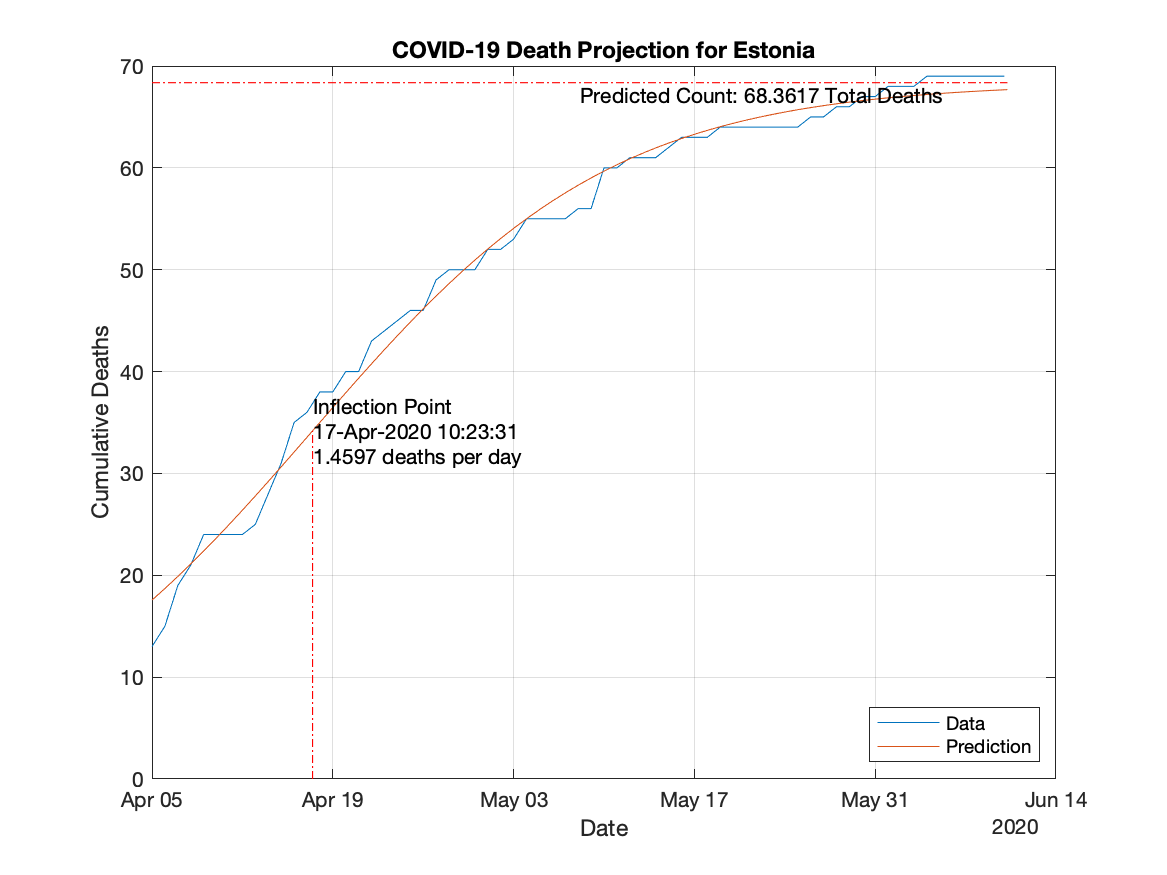 COVID-19 Death Projection for Estonia
70
60
50
40
30
20
10
0
Cumulative Deaths
Predicted Count: 68.3617 Total Deaths
Inflection Point
17-Apr-2020 10:23:31
1.4597 deaths per day
Data
Prediction
Apr 05
Apr 19
May 03
May 17
May 31
Jun 14
Date
2020